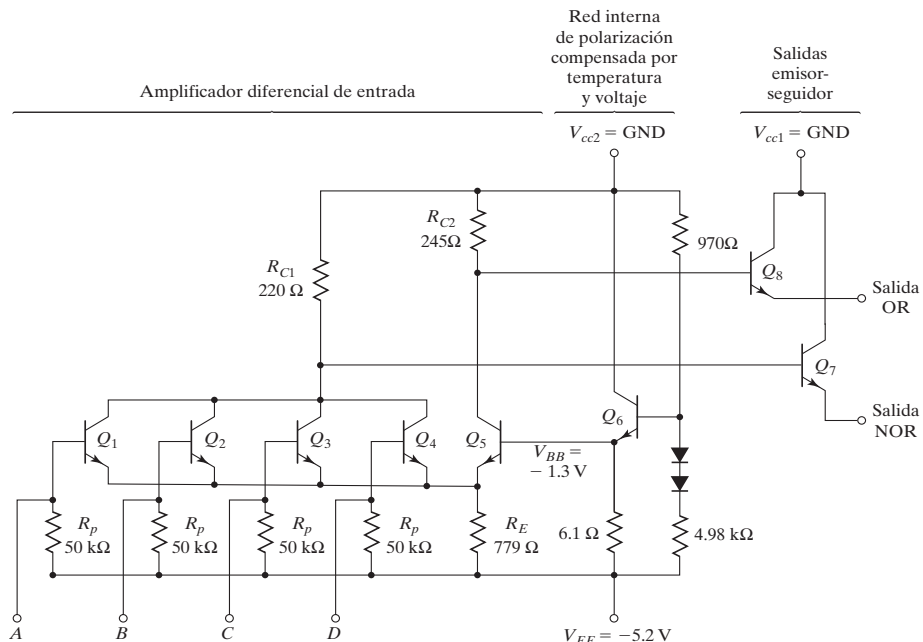 Red interna
de polarización
compensada por
temperatura
y voltaje
Salidas
emisor-
seguidor
Amplificador diferencial de entrada
V_cc2 = GND
V_cc1 = GND
R_C2
245Ω
970Ω
R_C1
220 Ω
Q_8
Salida
OR
Q_7
Salida
NOR
Q_1
Q_2
Q_3
Q_4
Q_5
Q_6
V_BB =
− 1.3 V
R_p
50 kΩ
R_p
50 kΩ
R_p
50 kΩ
R_p
50 kΩ
R_E
779 Ω
6.1 Ω
4.98 kΩ
A
B
C
D
V_EE = −5.2 V